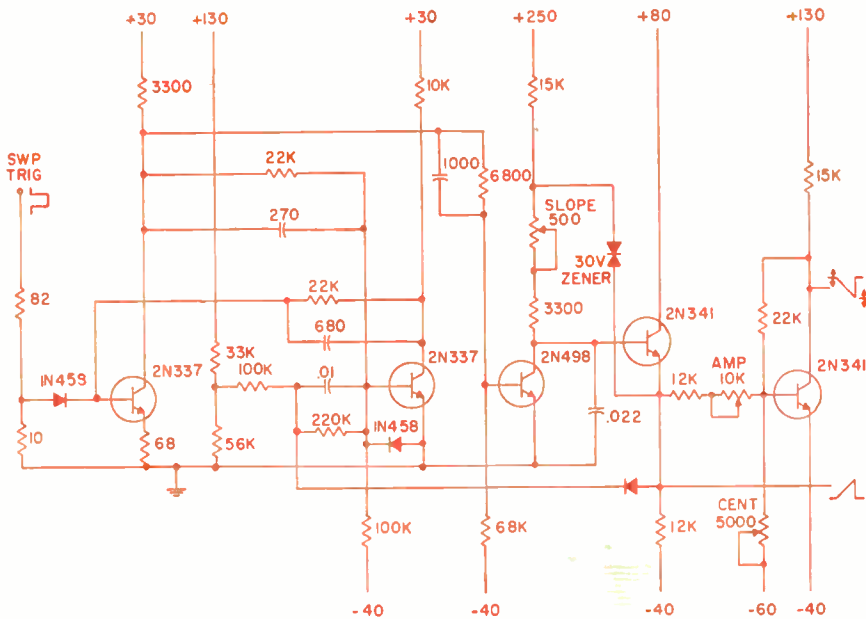 +30 +130 +30 +250 +80 +130
3300
10K
15K
22K
1000
6800
15K
SWP
TRIG
SLOPE
500
270
30V
ZENER
82
22K
3300
2N341
22K
680
33K
2N337
2N498
AMP
10K
2N341
1N459
2N337
100K
.01
12K
10
68
56K
220K
1N458
.022
CENT
5000
100K
68K
12K
-40 -40 -40 -60 -40